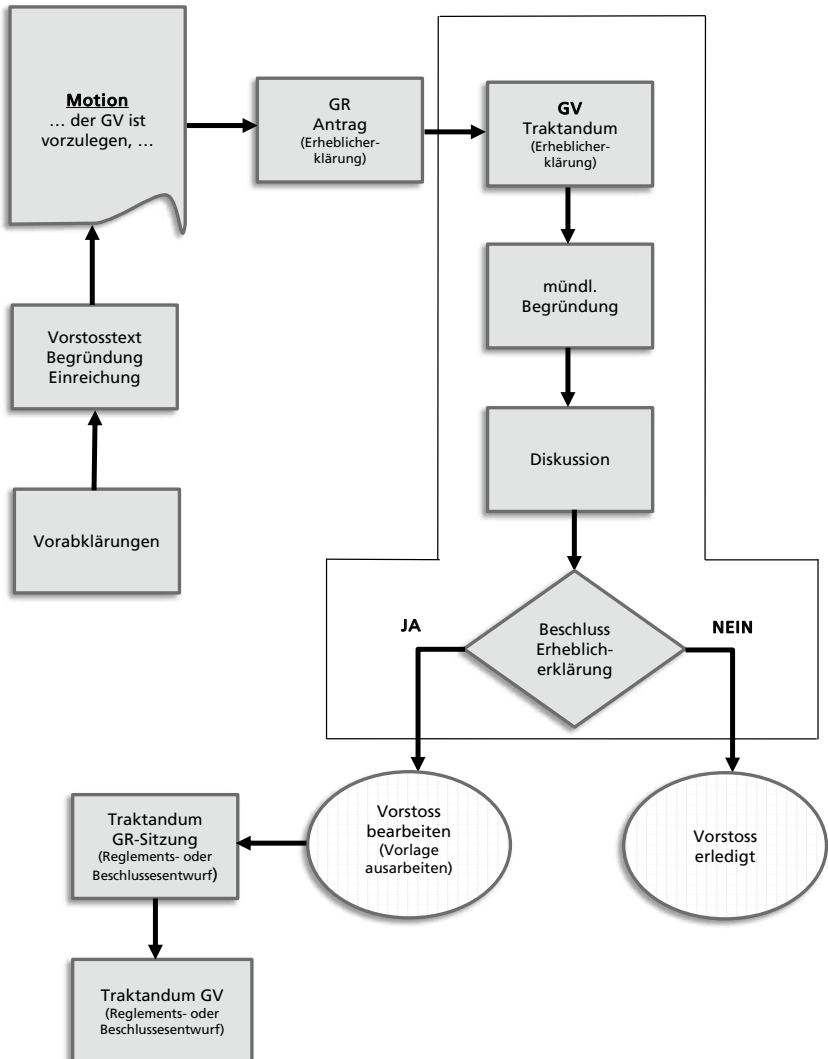 Motion
… der GV ist
vorzulegen, …
GR
Antrag
(Erheblicher-
klärung)
GV
Traktandum
(Erheblicher-
klärung)
mündl.
Begründung
Vorstosstext
Begründung
Einreichung
Diskussion
Vorabklärungen
JA
Beschluss
Erheblich-
erklärung
NEIN
Traktandum
GR-Sitzung
(Reglements- oder
Beschlussesentwurf)
Vorstoss
bearbeiten
(Vorlage
ausarbeiten)
Vorstoss
erledigt
Traktandum GV
(Reglements- oder
Beschlussesentwurf)